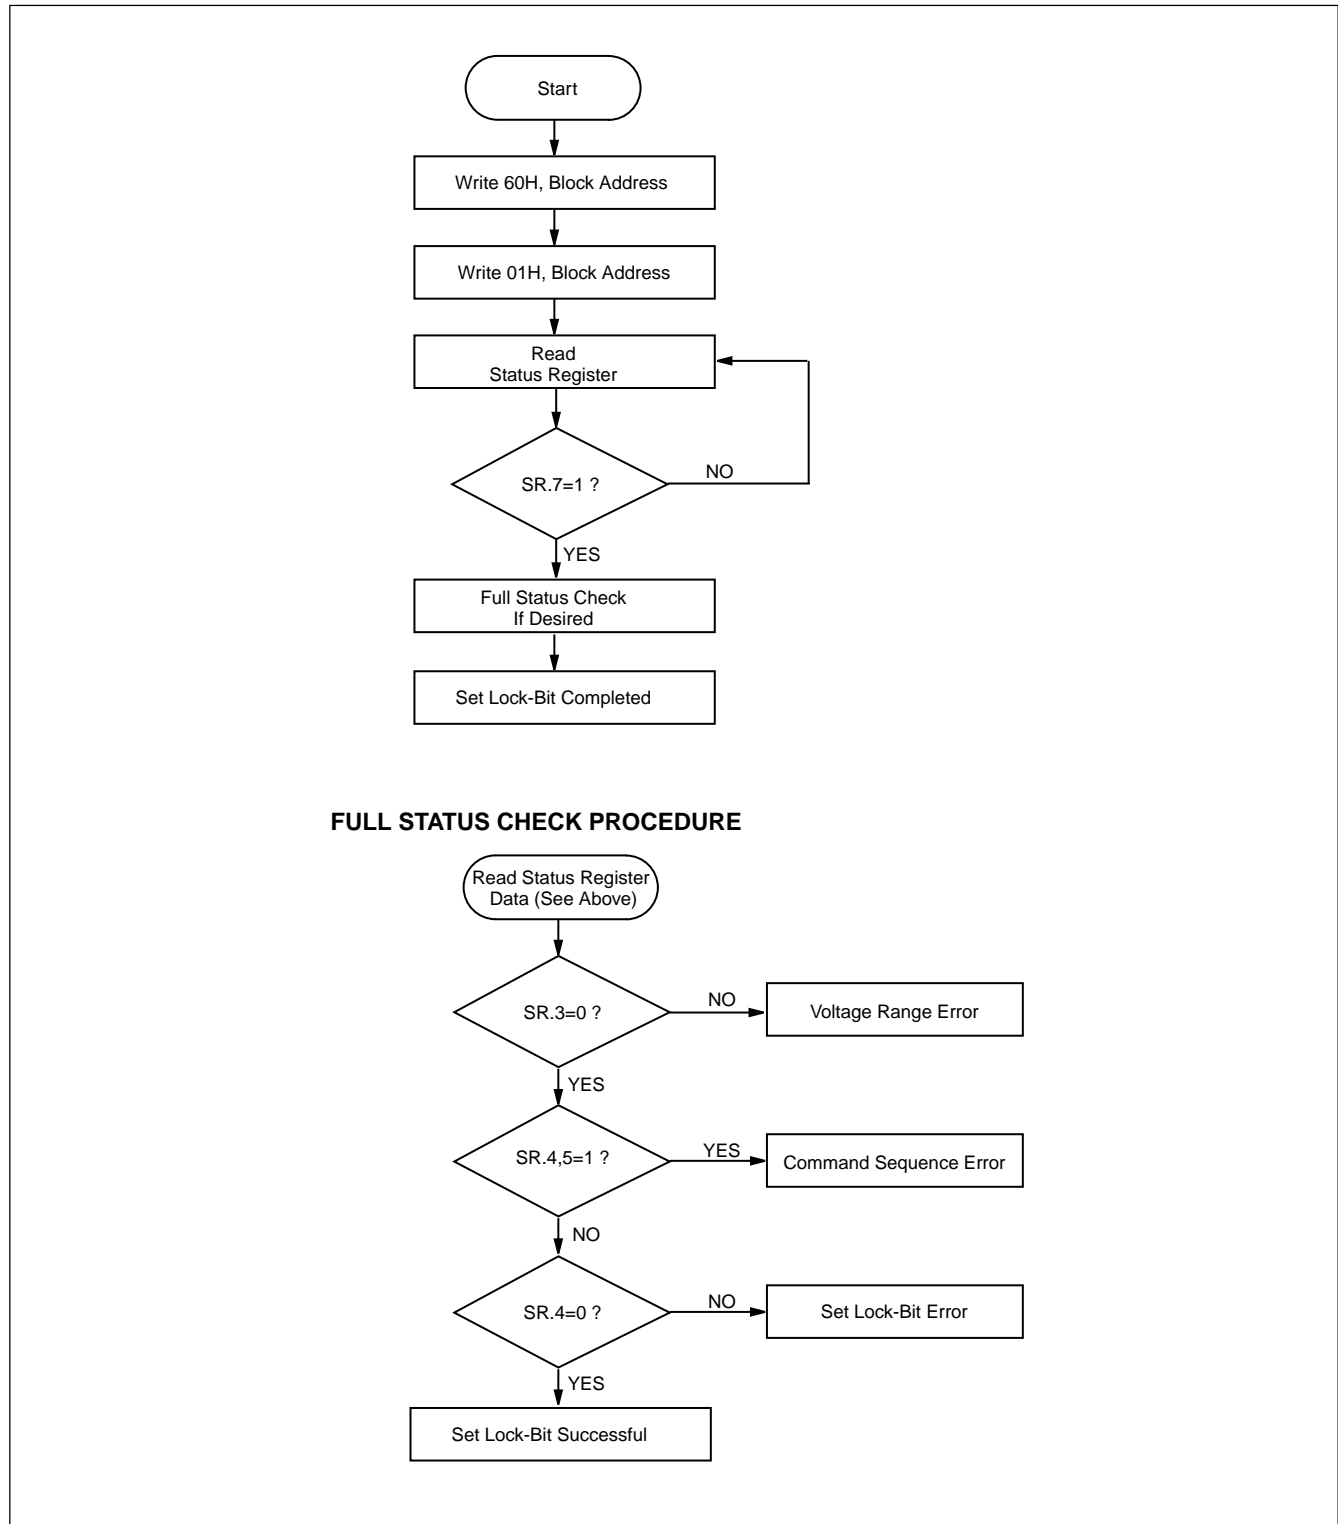 Start
Write 60H, Block Address
Write 01H, Block Address
Read
Status Register
SR.7=1 ?
NO
YES
Full Status Check
If Desired
Set Lock-Bit Completed
FULL STATUS CHECK PROCEDURE
Read Status Register
Data (See Above)
SR.3=0 ?
NO
Voltage Range Error
YES
SR.4,5=1 ?
YES
Command Sequence Error
NO
SR.4=0 ?
NO
Set Lock-Bit Error
YES
Set Lock-Bit Successful